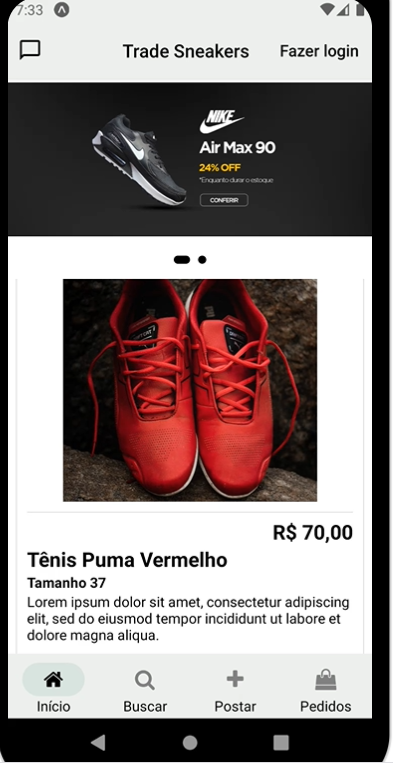 7:33
Trade Sneakers
Fazer login
NIKE
Air Max 90
24% OFF
*Enquanto durar o estoque
CONFERIR
R$ 70,00
Tênis Puma Vermelho
Tamanho 37
Lorem ipsum dolor sit amet, consectetur adipiscing
elit, sed do eiusmod tempor incididunt ut labore et
dolore magna aliqua.
Início
Buscar
Postar
Pedidos